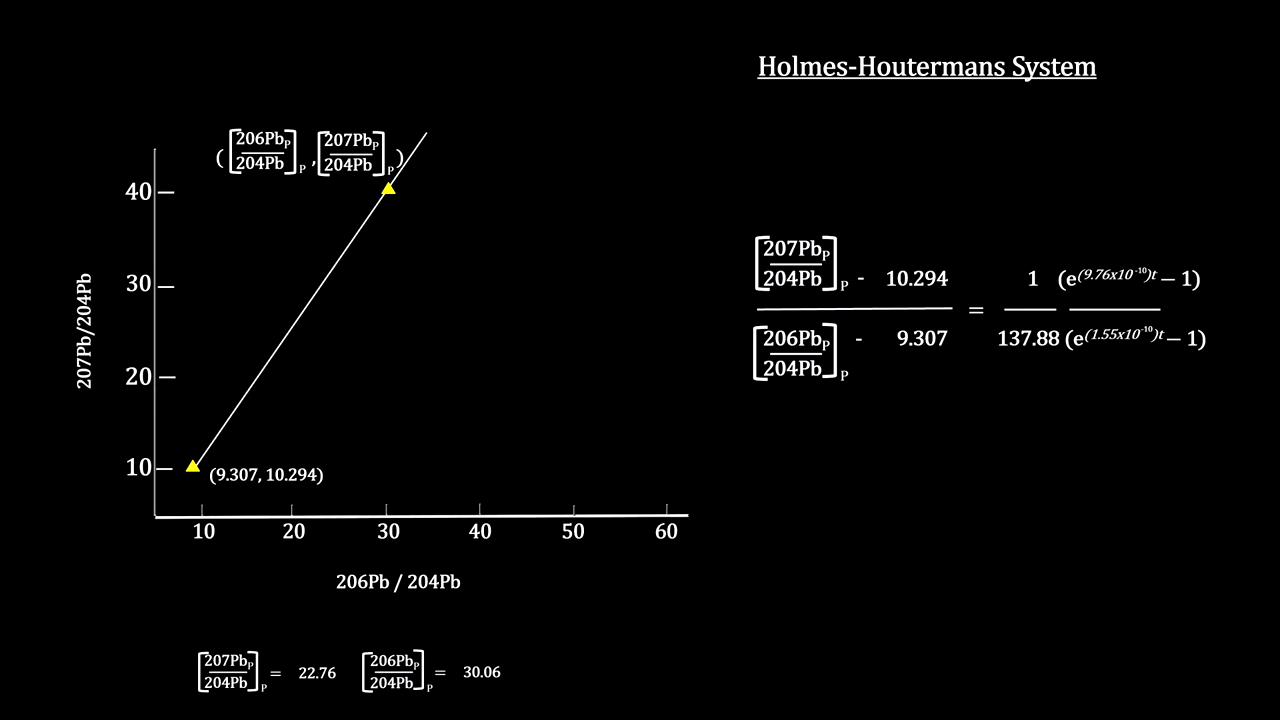 Holmes-Houtermans System
( [206PbP/204Pb]P , [207PbP/204Pb]P )
40
30
20
10
207Pb/204Pb
(9.307, 10.294)
10 20 30 40 50 60
206Pb / 204Pb
[207PbP/204Pb]P - 10.294 = 1 (e^(9.76x10^-10)t – 1)
[206PbP/204Pb]P - 9.307 137.88 (e^(1.55x10^-10)t – 1)
[207PbP/204Pb]P = 22.76 [206PbP/204Pb]P = 30.06